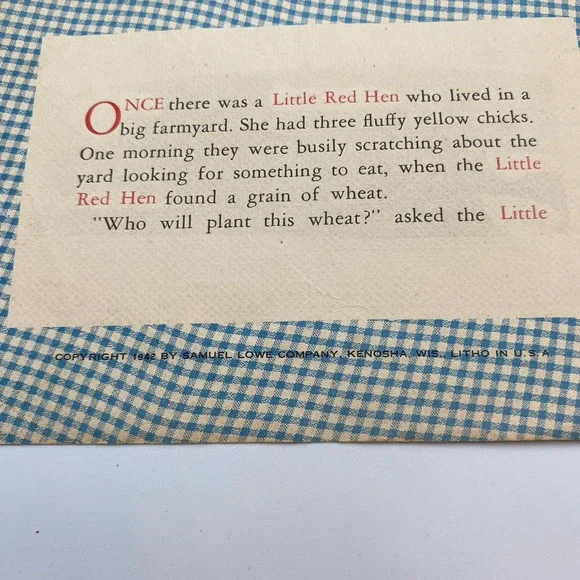 ONCE there was a Little Red Hen who lived in a
big farmyard. She had three fluffy yellow chicks.
One morning they were busily scratching about the
yard looking for something to eat, when the Little
Red Hen found a grain of wheat.
"Who will plant this wheat?" asked the Little
COPYRIGHT 1942 BY SAMUEL LOWE COMPANY, KENOSHA, WIS., LITHO IN U.S.A